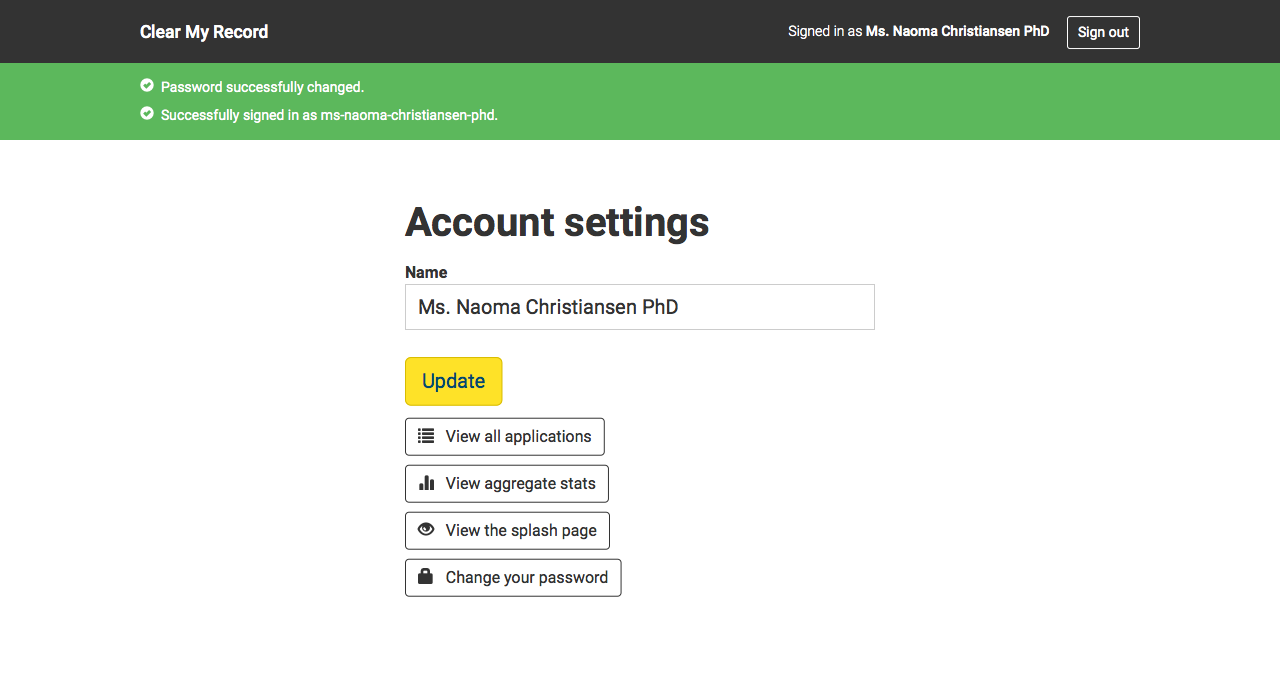 Clear My Record
Signed in as Ms. Naoma Christiansen PhD
Sign out
Password successfully changed.
Successfully signed in as ms-naoma-christiansen-phd.
Account settings
Name
Ms. Naoma Christiansen PhD
Update
View all applications
View aggregate stats
View the splash page
Change your password